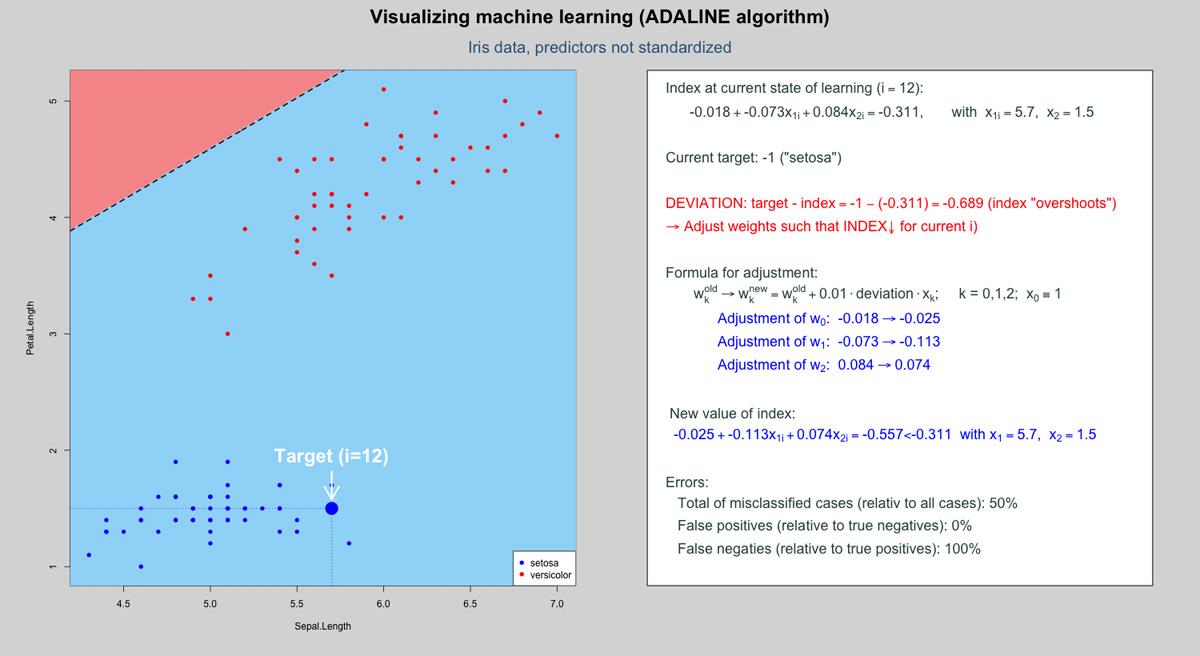 Visualizing machine learning (ADALINE algorithm)
Iris data, predictors not standardized
Petal.Length
5
4
3
2
1
Target (i=12)
setosa
versicolor
4.5 5.0 5.5 6.0 6.5 7.0
Sepal.Length
Index at current state of learning (i = 12):
-0.018 + -0.073x₁ᵢ + 0.084x₂ᵢ = -0.311, with x₁ᵢ = 5.7, x₂ = 1.5
Current target: -1 ("setosa")
DEVIATION: target - index = -1 − (-0.311) = -0.689 (index "overshoots")
→ Adjust weights such that INDEX↓ for current i)
Formula for adjustment:
wₖᵒˡᵈ → wₖⁿᵉʷ = wₖᵒˡᵈ + 0.01 · deviation · xₖ; k = 0,1,2; x₀ ≡ 1
Adjustment of w₀: -0.018 → -0.025
Adjustment of w₁: -0.073 → -0.113
Adjustment of w₂: 0.084 → 0.074
New value of index:
-0.025 + -0.113x₁ᵢ + 0.074x₂ᵢ = -0.557<-0.311 with x₁ = 5.7, x₂ = 1.5
Errors:
Total of misclassified cases (relativ to all cases): 50%
False positives (relative to true negatives): 0%
False negaties (relative to true positives): 100%